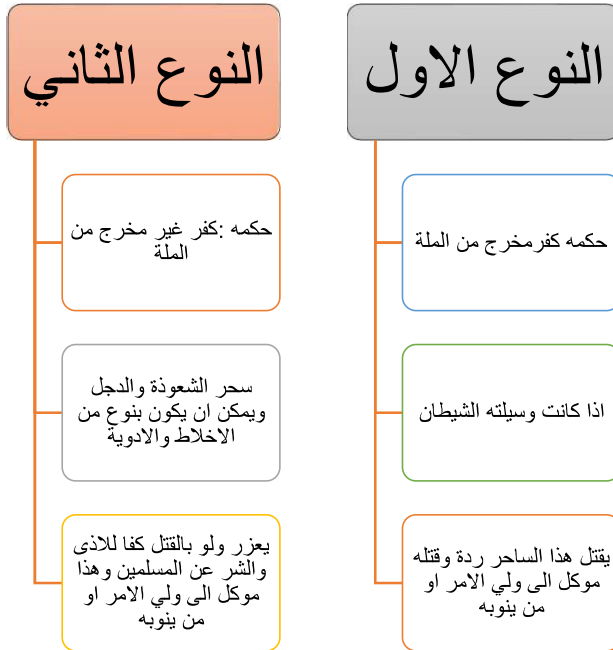 النوع الاول
حكمه كفرمخرج من الملة
اذا كانت وسيلته الشيطان
يقتل هذا الساحر ردة وقتله
موكل الى ولي الامر او
من ينوبه
النوع الثاني
حكمه :كفر غير مخرج من
الملة
سحر الشعوذة والدجل
ويمكن ان يكون بنوع من
الاخلاط والادوية
يعزر ولو بالقتل كفا للاذى
والشر عن المسلمين وهذا
موكل الى ولي الامر او
من ينوبه